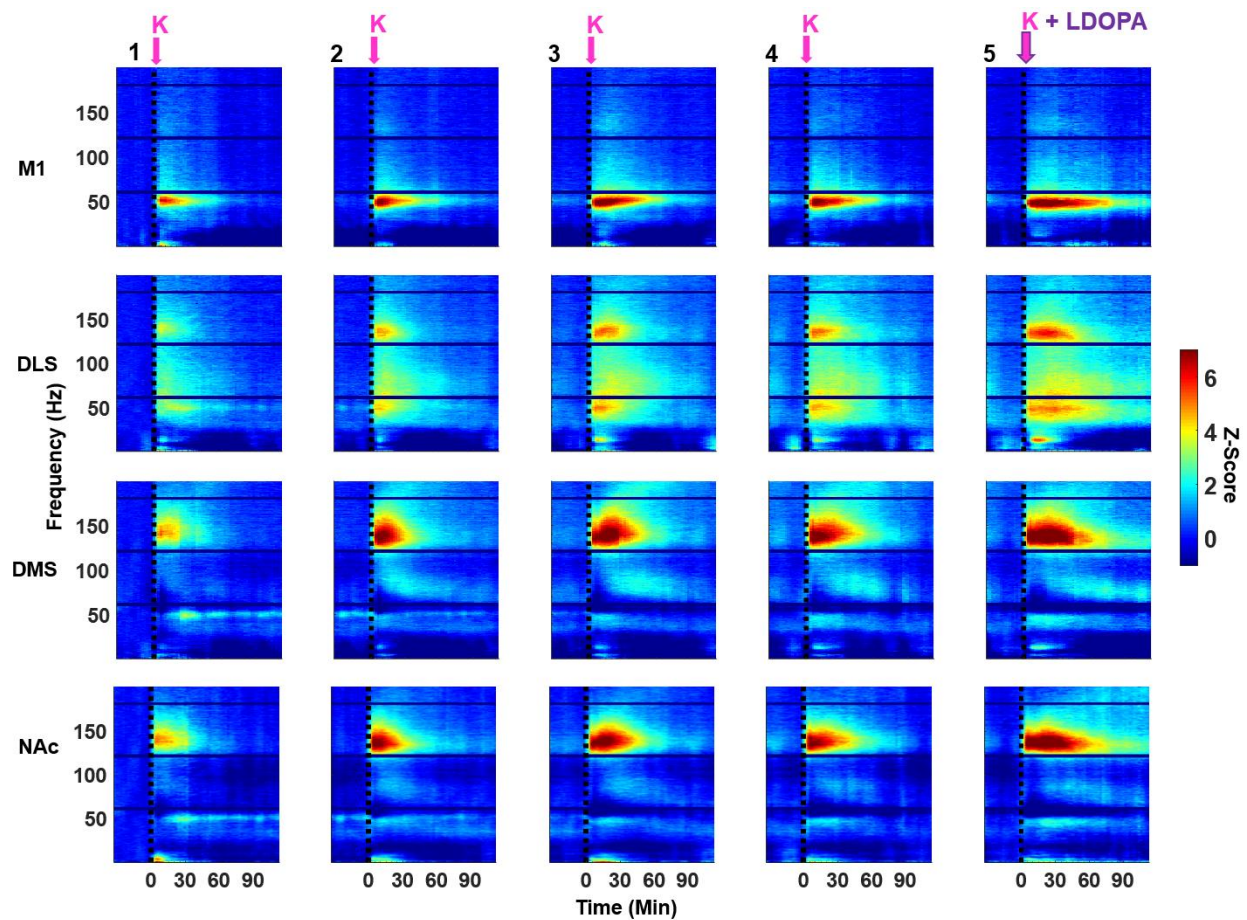 K K K K K + LDOPA
1 2 3 4 5
M1
150
100
50
DLS
150
100
50
DMS
150
100
50
NAc
150
100
50
Frequency (Hz)
0 30 60 90 0 30 60 90 0 30 60 90 0 30 60 90 0 30 60 90
Time (Min)
6
4
2
0
Z-Score